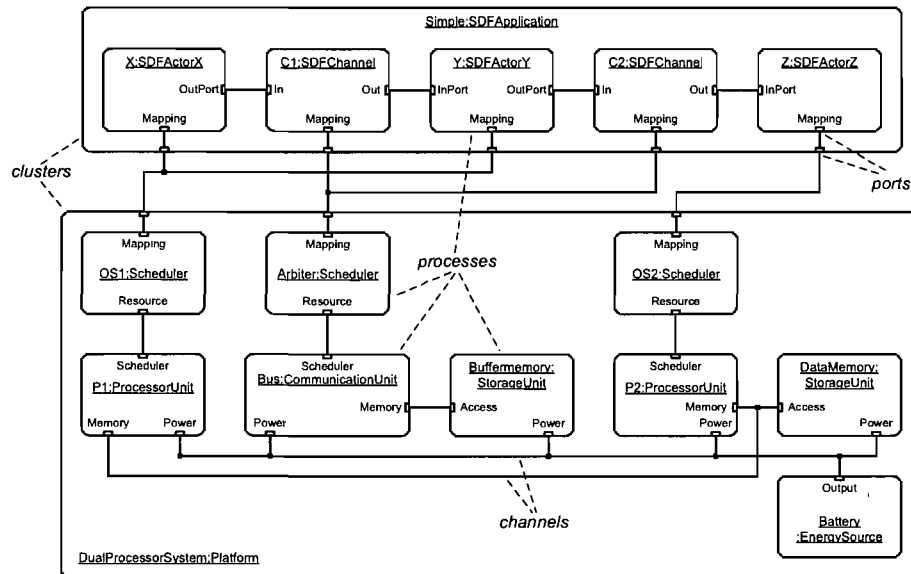 Simple:SDFApplication
X:SDFActorX
OutPort
Mapping
C1:SDFChannel
In
Out
Mapping
Y:SDFActorY
InPort
OutPort
Mapping
C2:SDFChannel
In
Out
Mapping
Z:SDFActorZ
InPort
Mapping
clusters
ports
processes
Mapping
OS1:Scheduler
Resource
Mapping
Arbiter:Scheduler
Resource
Mapping
OS2:Scheduler
Resource
Scheduler
P1:ProcessorUnit
Memory
Power
Scheduler
Bus:CommunicationUnit
Memory
Power
Buffermemory:
StorageUnit
Access
Power
Scheduler
P2:ProcessorUnit
Memory
Power
DataMemory:
StorageUnit
Access
Power
channels
Output
Battery
:EnergySource
DualProcessorSystem:Platform